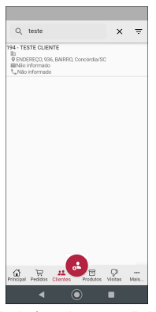 teste
194 - TESTE CLIENTE
ENDEREÇO, 936, BAIRRO, Concordia/SC
Não informado
Não informado
Principal Pedidos Clientes Produtos Visitas Mais...